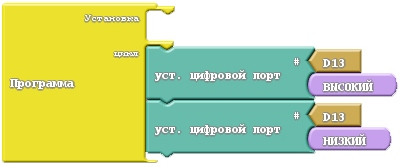 Установка
цикл
Программа
уст. цифровой порт
#
D13
ВЫСОКИЙ
уст. цифровой порт
#
D13
НИЗКИЙ